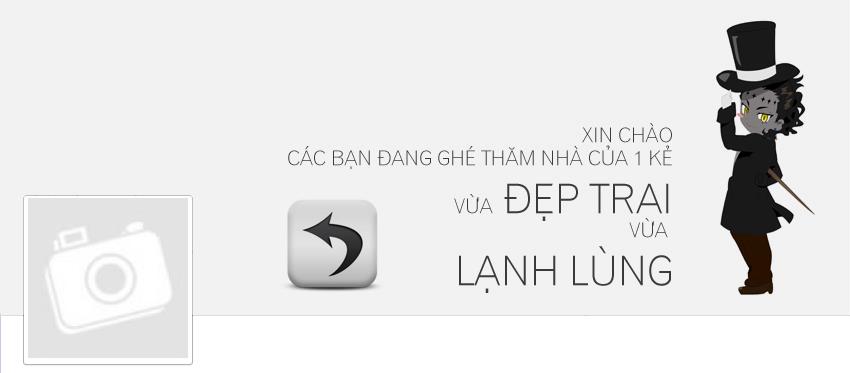 XIN CHÀO
CÁC BẠN ĐANG GHÉ THĂM NHÀ CỦA 1 KẺ
VỪA ĐẸP TRAI
VỪA
LẠNH LÙNG